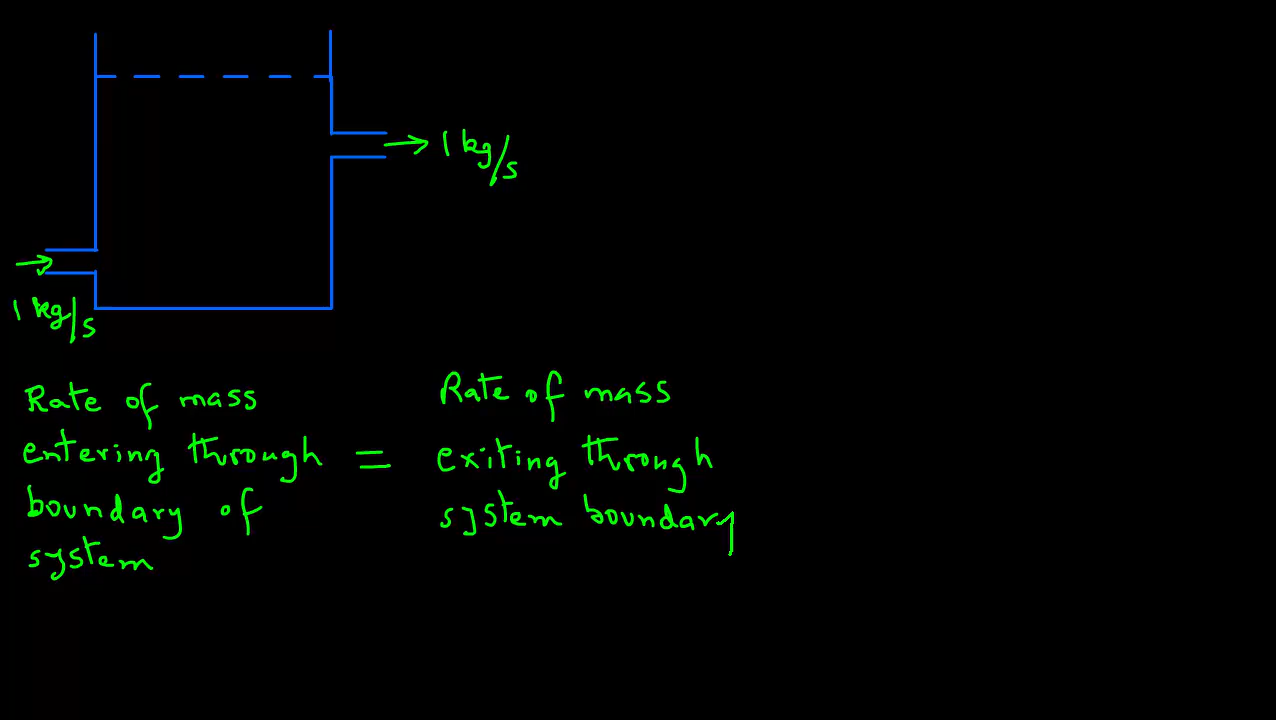 1 kg/s
1 kg/s
Rate of mass
entering through
boundary of
system
=
Rate of mass
exiting through
system boundary